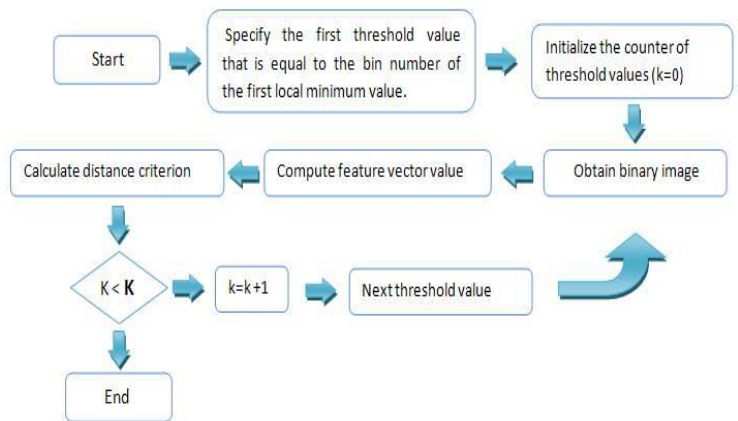 Start
Specify the first threshold value
that is equal to the bin number of
the first local minimum value.
Initialize the counter of
threshold values (k=0)
Calculate distance criterion
Compute feature vector value
Obtain binary image
K < K
k=k+1
Next threshold value
End